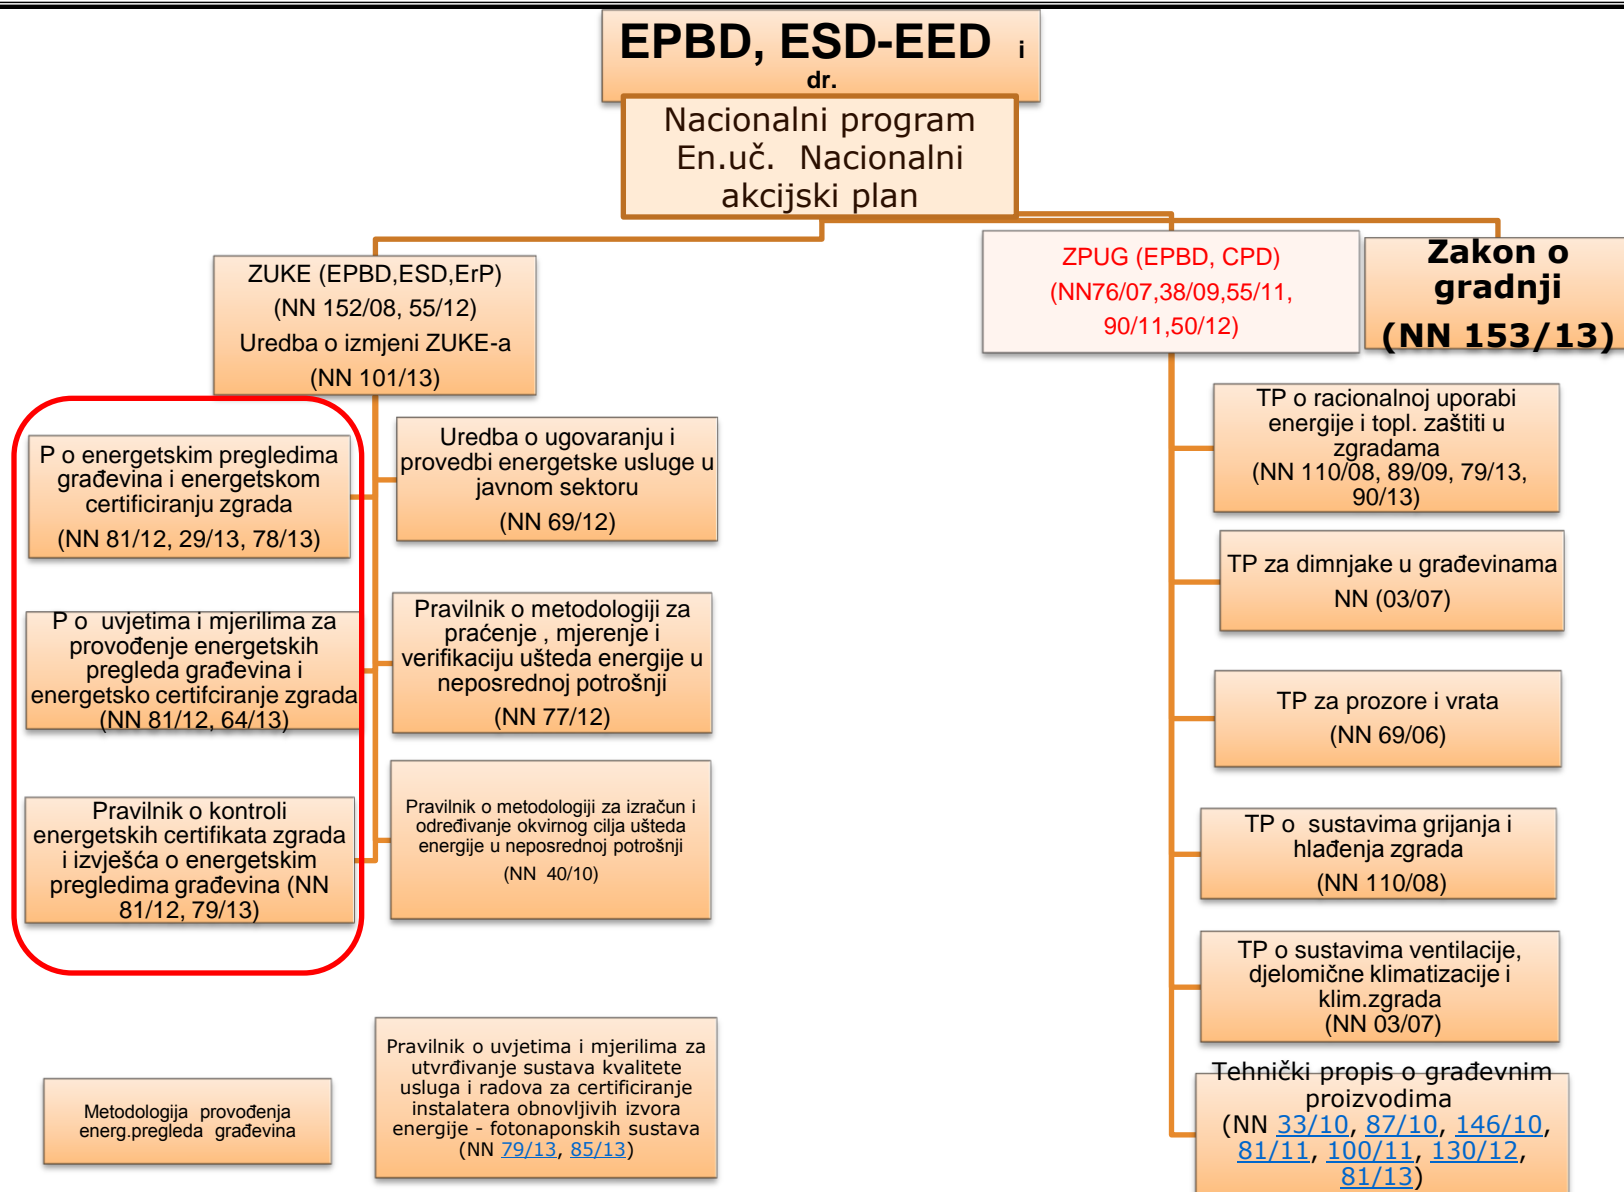 EPBD, ESD-EED i
dr.
Nacionalni program
En.uč. Nacionalni
akcijski plan
ZUKE (EPBD,ESD,ErP)
(NN 152/08, 55/12)
Uredba o izmjeni ZUKE-a
(NN 101/13)
ZPUG (EPBD, CPD)
(NN76/07,38/09,55/11,
90/11,50/12)
Zakon o
gradnji
(NN 153/13)
P o energetskim pregledima
građevina i energetskom
certificiranju zgrada
(NN 81/12, 29/13, 78/13)
P o uvjetima i mjerilima za
provođenje energetskih
pregleda građevina i
energetsko certifciranje zgrada
(NN 81/12, 64/13)
Pravilnik o kontroli
energetskih certifikata zgrada
i izvješća o energetskim
pregledima građevina (NN
81/12, 79/13)
Uredba o ugovaranju i
provedbi energetske usluge u
javnom sektoru
(NN 69/12)
Pravilnik o metodologiji za
praćenje , mjerenje i
verifikaciju ušteda energije u
neposrednoj potrošnji
(NN 77/12)
Pravilnik o metodologiji za izračun i
određivanje okvirnog cilja ušteda
energije u neposrednoj potrošnji
(NN 40/10)
Metodologija provođenja
energ.pregleda građevina
Pravilnik o uvjetima i mjerilima za
utvrđivanje sustava kvalitete
usluga i radova za certificiranje
instalatera obnovljivih izvora
energije - fotonaponskih sustava
(NN 79/13, 85/13)
TP o racionalnoj uporabi
energije i topl. zaštiti u
zgradama
(NN 110/08, 89/09, 79/13,
90/13)
TP za dimnjake u građevinama
NN (03/07)
TP za prozore i vrata
(NN 69/06)
TP o sustavima grijanja i
hlađenja zgrada
(NN 110/08)
TP o sustavima ventilacije,
djelomične klimatizacije i
klim.zgrada
(NN 03/07)
Tehnički propis o građevnim
proizvodima
(NN 33/10, 87/10, 146/10,
81/11, 100/11, 130/12,
81/13)